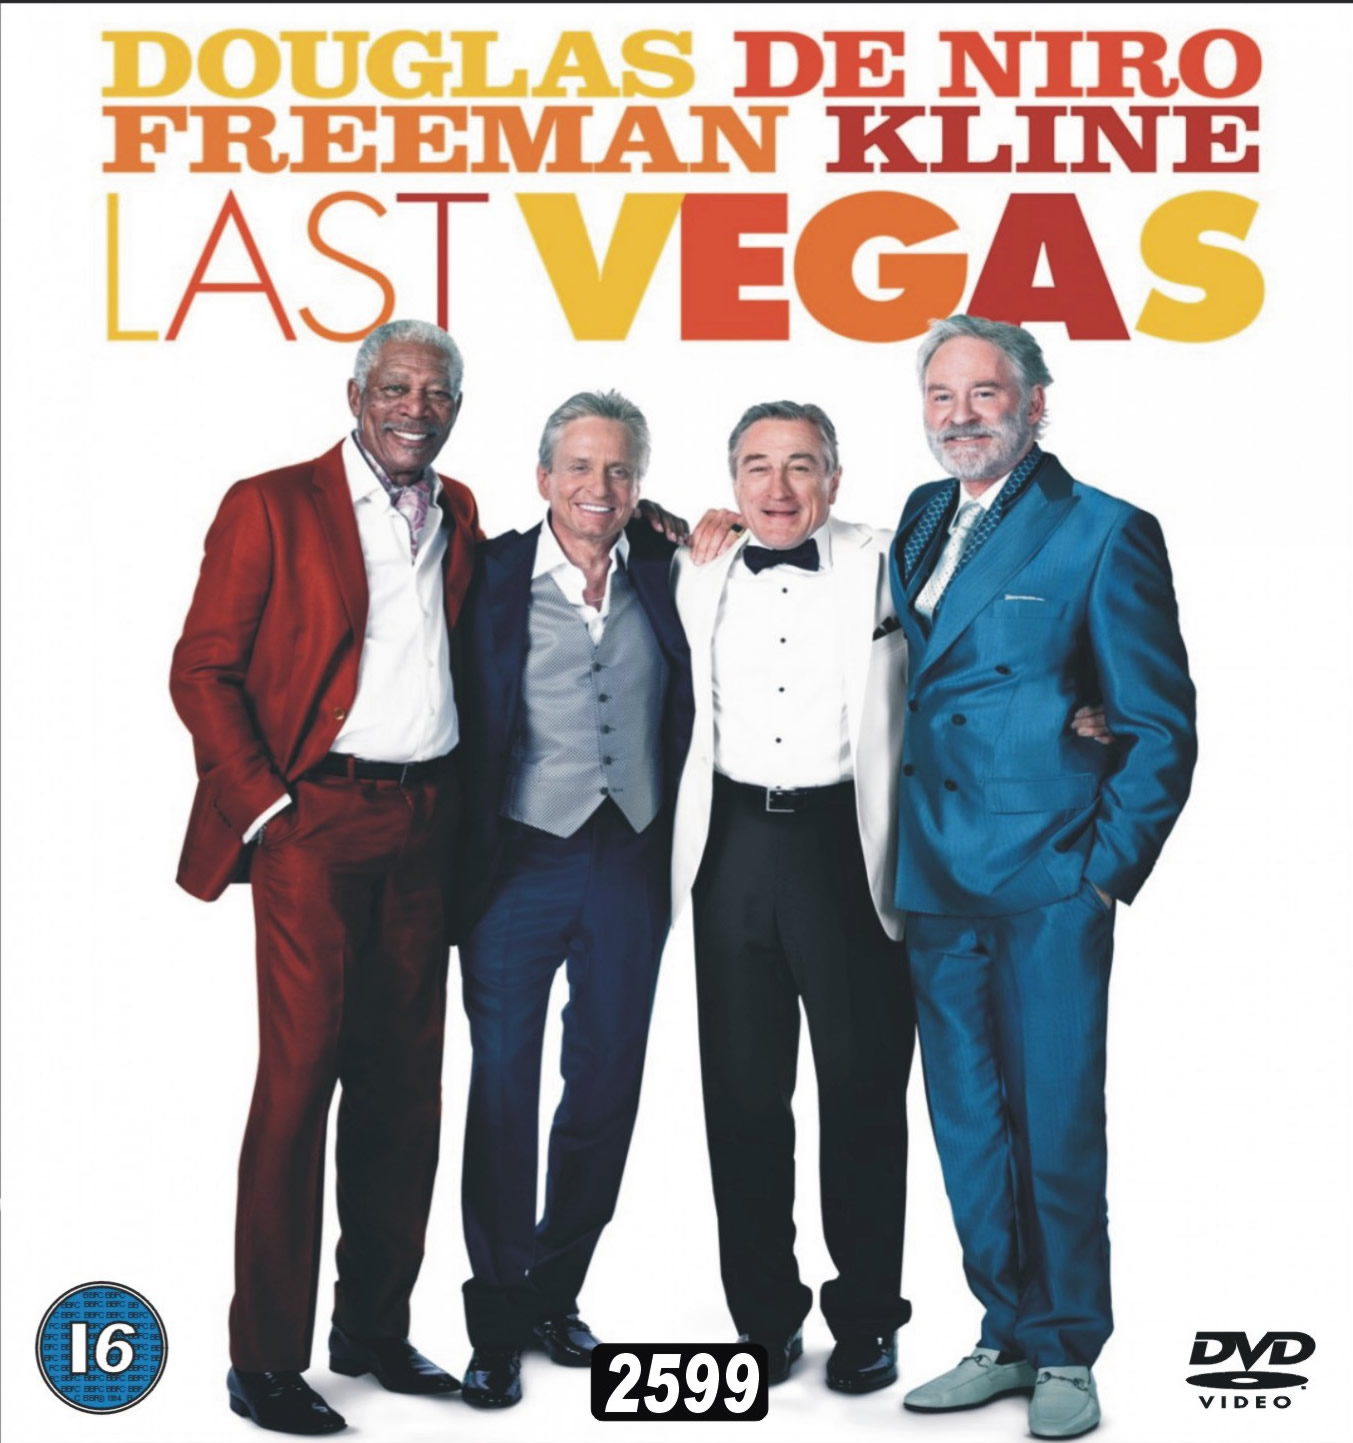 DOUGLAS DE NIRO
FREEMAN KLINE
LAST VEGAS
16
2599
DVD
VIDEO